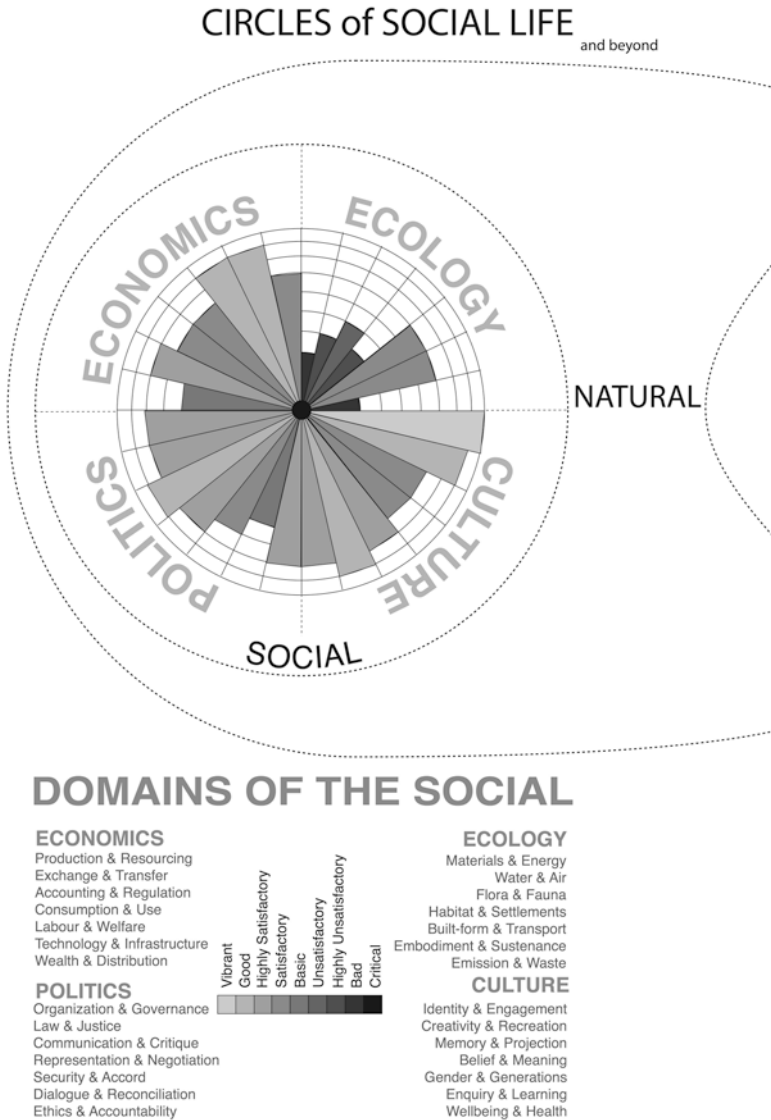 CIRCLES of SOCIAL LIFE
and beyond
ECONOMICS
ECOLOGY
NATURAL
POLITICS
CULTURE
SOCIAL
DOMAINS OF THE SOCIAL
ECONOMICS
Production & Resourcing
Exchange & Transfer
Accounting & Regulation
Consumption & Use
Labour & Welfare
Technology & Infrastructure
Wealth & Distribution
POLITICS
Organization & Governance
Law & Justice
Communication & Critique
Representation & Negotiation
Security & Accord
Dialogue & Reconciliation
Ethics & Accountability
Vibrant
Good
Highly Satisfactory
Satisfactory
Basic
Unsatisfactory
Highly Unsatisfactory
Bad
Critical
ECOLOGY
Materials & Energy
Water & Air
Flora & Fauna
Habitat & Settlements
Built-form & Transport
Embodiment & Sustenance
Emission & Waste
CULTURE
Identity & Engagement
Creativity & Recreation
Memory & Projection
Belief & Meaning
Gender & Generations
Enquiry & Learning
Wellbeing & Health